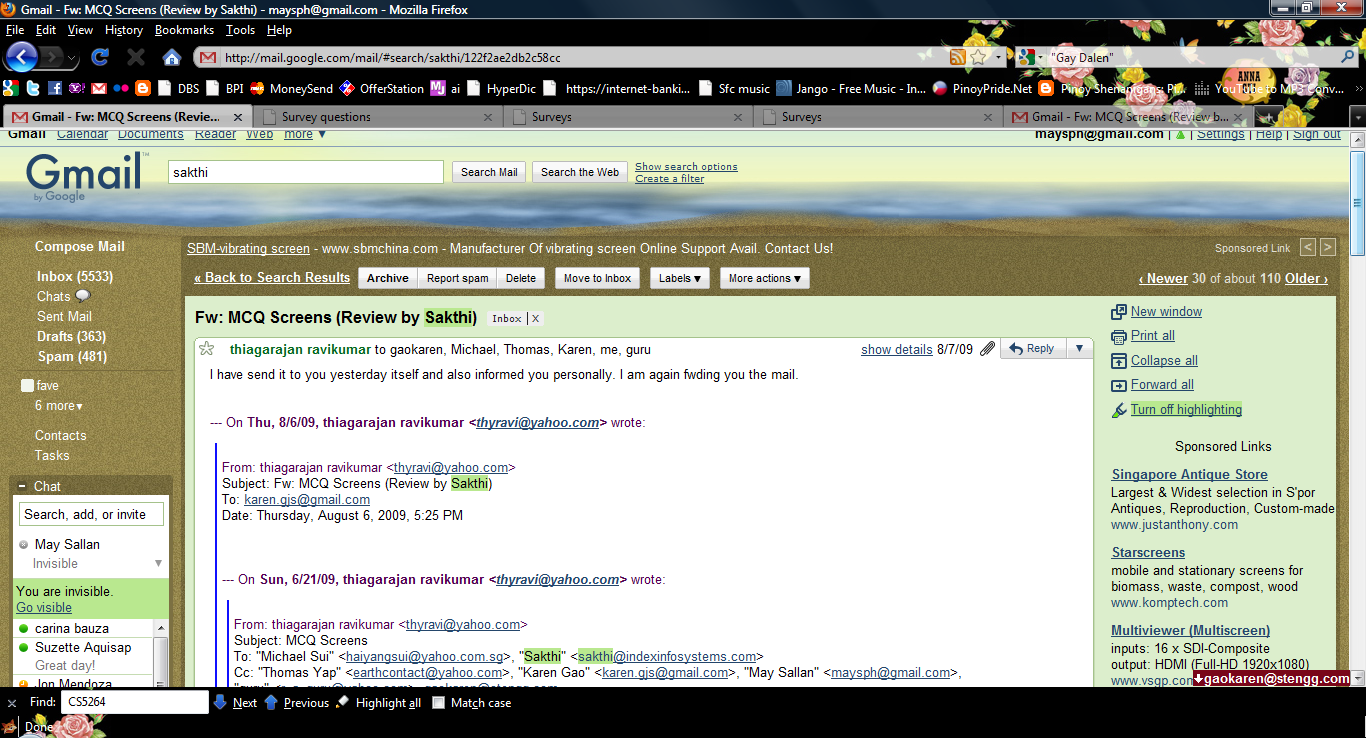 Gmail - Fw: MCQ Screens (Review by Sakthi) - maysph@gmail.com - Mozilla Firefox
File Edit View History Bookmarks Tools Help
http://mail.google.com/mail/#search/sakthi/122f2ae2db2c58cc
"Gay Dalen"
DBS BPI MoneySend OfferStation ai HyperDic https://internet-banki... Sfc music Jango - Free Music - In... PinoyPride.Net Pinoy Shenanigans: Pi... YouTube to MP3 Conv...
ANNA
Gmail - Fw: MCQ Screens (Revie... Survey questions Surveys Surveys Gmail - Fw: MCQ Screens (Review b...
Gmail Calendar Documents Reader Web more ▼ maysph@gmail.com | Settings | Help | Sign out
Gmail™
by Google
sakthi
Search Mail Search the Web
Show search options
Create a filter
Compose Mail
Inbox (5533)
Chats
Sent Mail
Drafts (363)
Spam (481)
fave
6 more▼
Contacts
Tasks
− Chat
Search, add, or invite
May Sallan
Invisible
You are invisible.
Go visible
carina bauza
Suzette Aquisap
Great day!
Jon Mendoza
SBM-vibrating screen - www.sbmchina.com - Manufacturer Of vibrating screen Online Support Avail. Contact Us!
Sponsored Link < >
« Back to Search Results Archive Report spam Delete Move to Inbox Labels ▼ More actions ▼ ‹ Newer 30 of about 110 Older ›
Fw: MCQ Screens (Review by Sakthi) Inbox | X
thiagarajan ravikumar to gaokaren, Michael, Thomas, Karen, me, guru show details 8/7/09 Reply ▼
I have send it to you yesterday itself and also informed you personally. I am again fwding you the mail.
--- On Thu, 8/6/09, thiagarajan ravikumar <thyravi@yahoo.com> wrote:
From: thiagarajan ravikumar <thyravi@yahoo.com>
Subject: Fw: MCQ Screens (Review by Sakthi)
To: karen.gjs@gmail.com
Date: Thursday, August 6, 2009, 5:25 PM
--- On Sun, 6/21/09, thiagarajan ravikumar <thyravi@yahoo.com> wrote:
From: thiagarajan ravikumar <thyravi@yahoo.com>
Subject: MCQ Screens
To: "Michael Sui" <haiyangsui@yahoo.com.sg>, "Sakthi" <sakthi@indexinfosystems.com>
Cc: "Thomas Yap" <earthcontact@yahoo.com>, "Karen Gao" <karen.gjs@gmail.com>, "May Sallan" <maysph@gmail.com>,
New window
Print all
Collapse all
Forward all
Turn off highlighting
Sponsored Links
Singapore Antique Store
Largest & Widest selection in S'por
Antiques, Reproduction, Custom-made
www.justanthony.com
Starscreens
mobile and stationary screens for
biomass, waste, compost, wood
www.komptech.com
Multiviewer (Multiscreen)
inputs: 16 x SDI-Composite
output: HDMI (Full-HD 1920x1080)
www.vsgp.com
gaokaren@stengg.com
Find: CS5264 Next Previous Highlight all Match case
Done